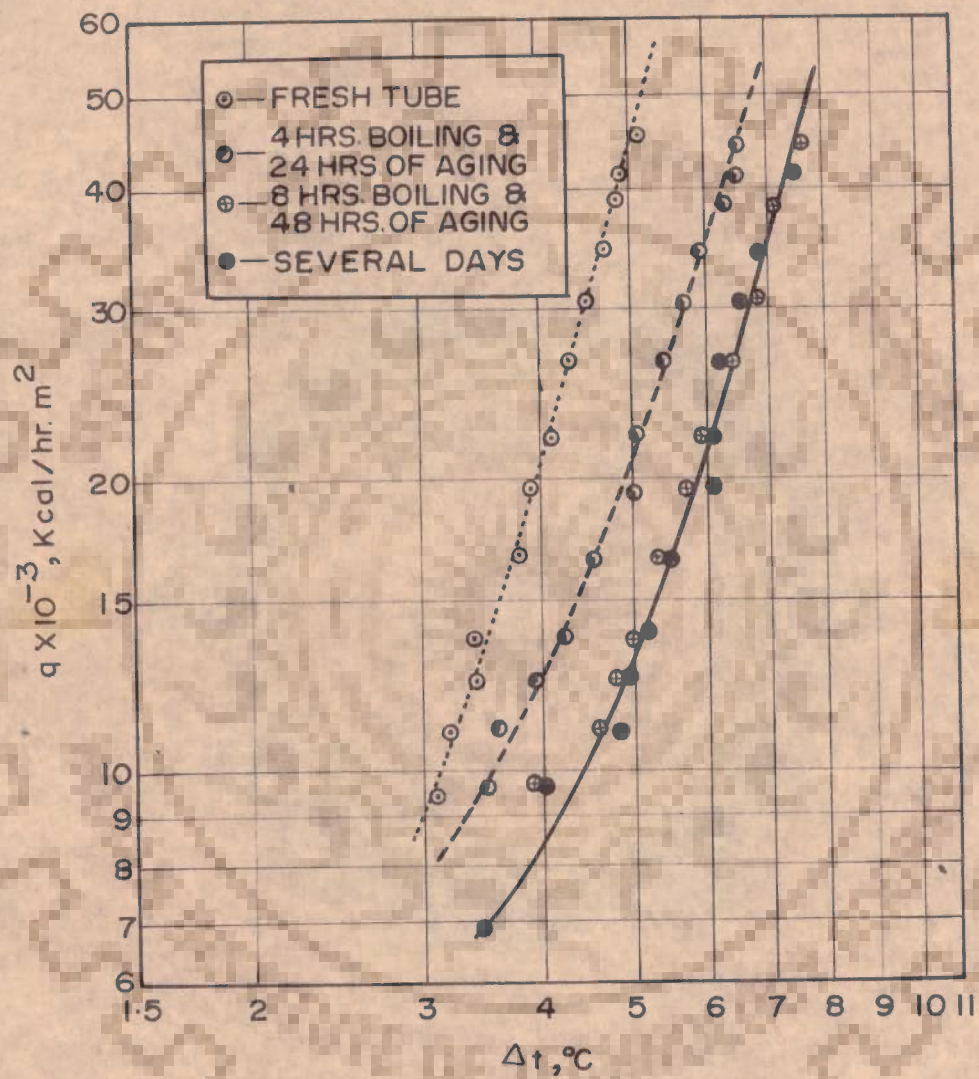 60
50
40
30
20
15
10
9
8
7
6
q X10⁻³, Kcal/hr. m²
FRESH TUBE
4 HRS. BOILING &
24 HRS OF AGING
8 HRS. BOILING &
48 HRS. OF AGING
SEVERAL DAYS
1.5 2 3 4 5 6 7 8 9 10 11
Δt, °C